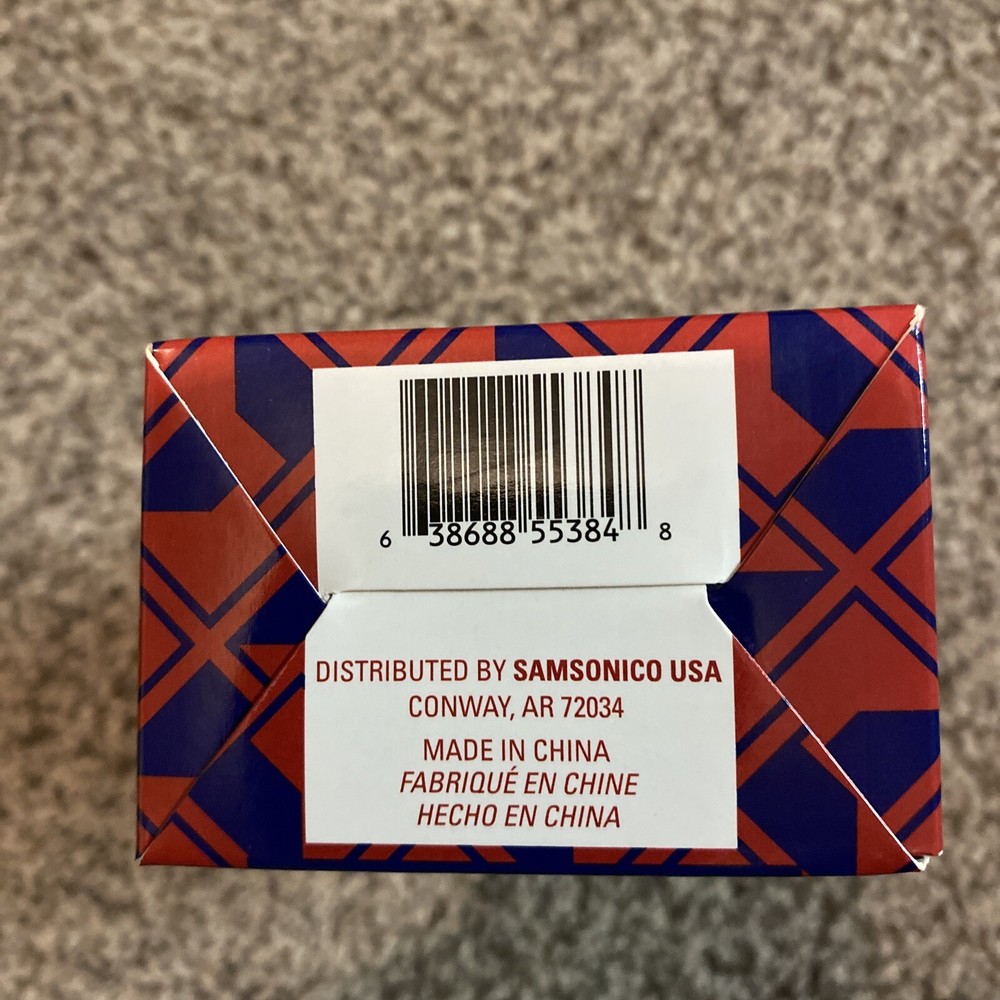 6 38688 55384 8
DISTRIBUTED BY SAMSONICO USA
CONWAY, AR 72034
MADE IN CHINA
FABRIQUÉ EN CHINE
HECHO EN CHINA